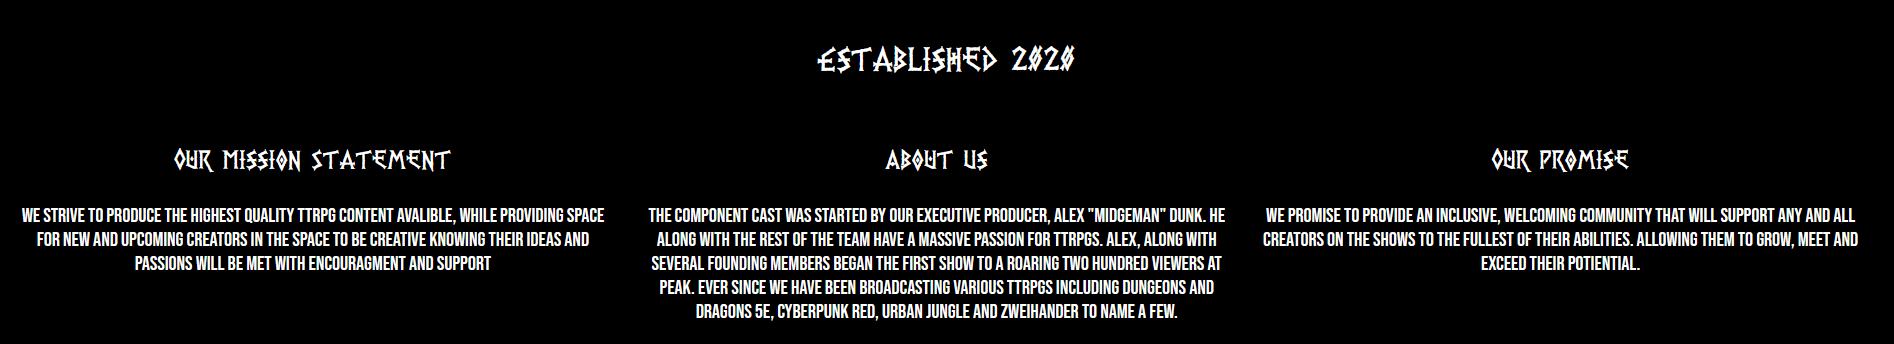 ESTABLISHED 2020
OUR MISSION STATEMENT
WE STRIVE TO PRODUCE THE HIGHEST QUALITY TTRPG CONTENT AVALIBLE, WHILE PROVIDING SPACE
FOR NEW AND UPCOMING CREATORS IN THE SPACE TO BE CREATIVE KNOWING THEIR IDEAS AND
PASSIONS WILL BE MET WITH ENCOURAGMENT AND SUPPORT
ABOUT US
THE COMPONENT CAST WAS STARTED BY OUR EXECUTIVE PRODUCER, ALEX "MIDGEMAN" DUNK. HE
ALONG WITH THE REST OF THE TEAM HAVE A MASSIVE PASSION FOR TTRPGS. ALEX, ALONG WITH
SEVERAL FOUNDING MEMBERS BEGAN THE FIRST SHOW TO A ROARING TWO HUNDRED VIEWERS AT
PEAK. EVER SINCE WE HAVE BEEN BROADCASTING VARIOUS TTRPGS INCLUDING DUNGEONS AND
DRAGONS 5E, CYBERPUNK RED, URBAN JUNGLE AND ZWEIHANDER TO NAME A FEW.
OUR PROMISE
WE PROMISE TO PROVIDE AN INCLUSIVE, WELCOMING COMMUNITY THAT WILL SUPPORT ANY AND ALL
CREATORS ON THE SHOWS TO THE FULLEST OF THEIR ABILITIES. ALLOWING THEM TO GROW, MEET AND
EXCEED THEIR POTIENTIAL.